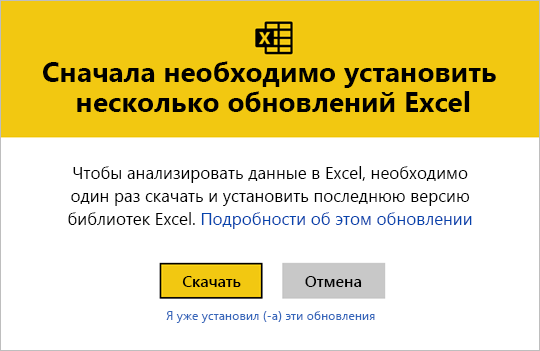 Сначала необходимо установить
несколько обновлений Excel
Чтобы анализировать данные в Excel, необходимо
один раз скачать и установить последнюю версию
библиотек Excel. Подробности об этом обновлении
Скачать
Отмена
Я уже установил (-а) эти обновления